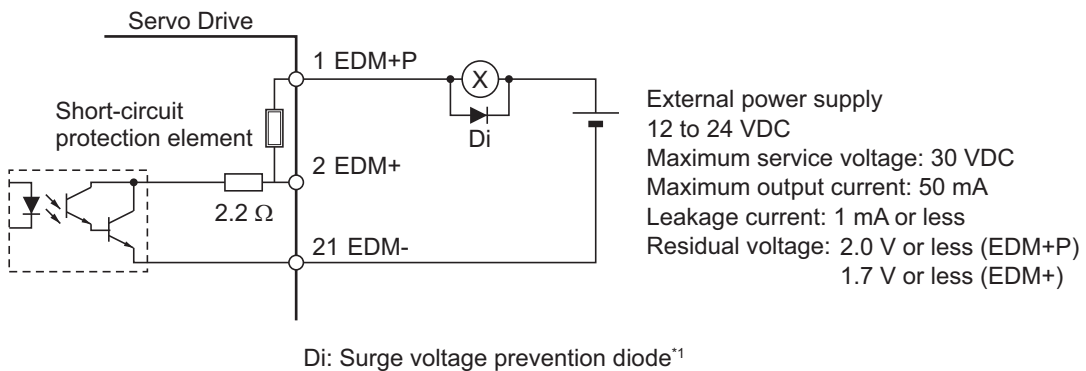 Servo Drive
1 EDM+P
X
Di
Short-circuit
protection element
2 EDM+
2.2 Ω
21 EDM-
External power supply
12 to 24 VDC
Maximum service voltage: 30 VDC
Maximum output current: 50 mA
Leakage current: 1 mA or less
Residual voltage: 2.0 V or less (EDM+P)
1.7 V or less (EDM+)
Di: Surge voltage prevention diode*1